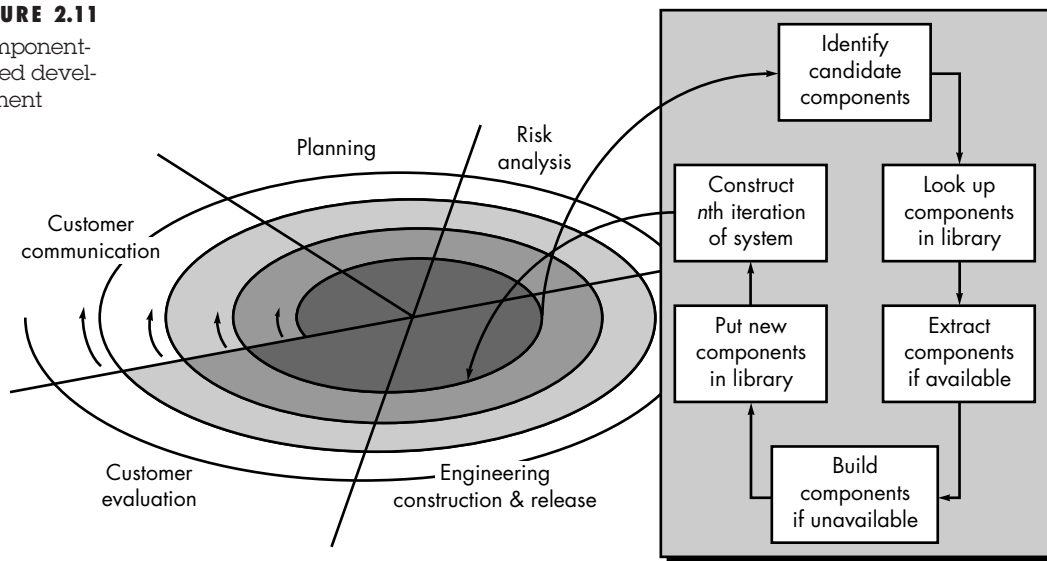 URE 2.11
mponent-
ed devel-
ment
Planning
Risk
analysis
Customer
communication
Customer
evaluation
Engineering
construction & release
Identify
candidate
components
Look up
components
in library
Extract
components
if available
Build
components
if unavailable
Put new
components
in library
Construct
nth iteration
of system